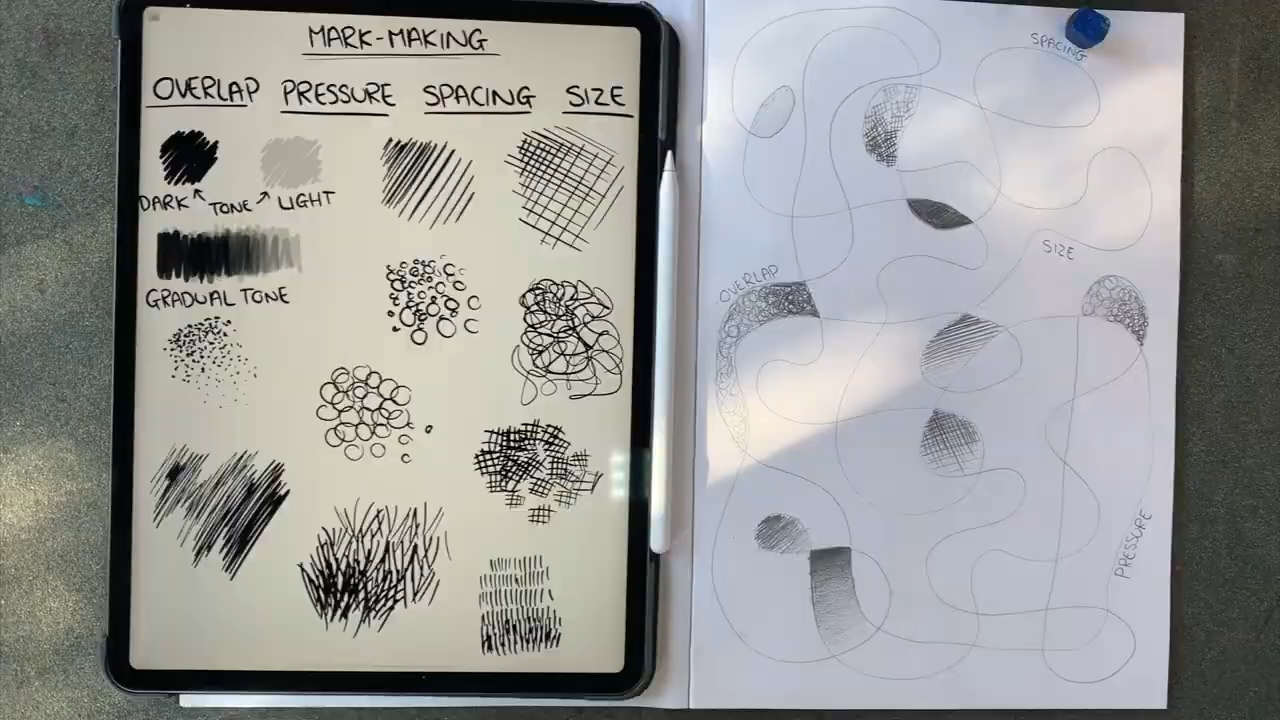 MARK-MAKING
OVERLAP PRESSURE SPACING SIZE
DARK TONE LIGHT
GRADUAL TONE
SPACING
SIZE
OVERLAP
PRESSURE